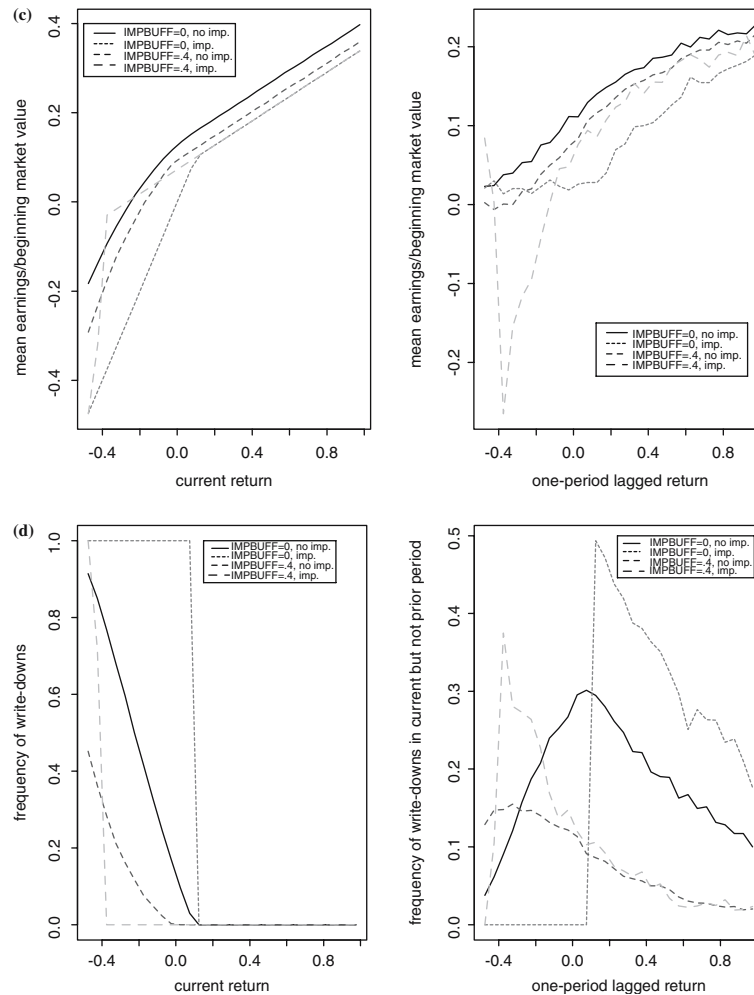 (c)
mean earnings/beginning market value
0.4
0.2
0.0
-0.2
-0.4
IMPBUFF=0, no imp.
IMPBUFF=0, imp.
IMPBUFF=.4, no imp.
IMPBUFF=.4, imp.
-0.4 0.0 0.4 0.8
current return
mean earnings/beginning market value
0.2
0.1
0.0
-0.1
-0.2
IMPBUFF=0, no imp.
IMPBUFF=0, imp.
IMPBUFF=.4, no imp.
IMPBUFF=.4, imp.
-0.4 0.0 0.4 0.8
one-period lagged return
(d)
frequency of write-downs
1.0
0.8
0.6
0.4
0.2
0.0
IMPBUFF=0, no imp.
IMPBUFF=0, imp.
IMPBUFF=.4, no imp.
IMPBUFF=.4, imp.
-0.4 0.0 0.4 0.8
current return
frequency of write-downs in current but not prior period
0.5
0.4
0.3
0.2
0.1
0.0
IMPBUFF=0, no imp.
IMPBUFF=0, imp.
IMPBUFF=.4, no imp.
IMPBUFF=.4, imp.
-0.4 0.0 0.4 0.8
one-period lagged return